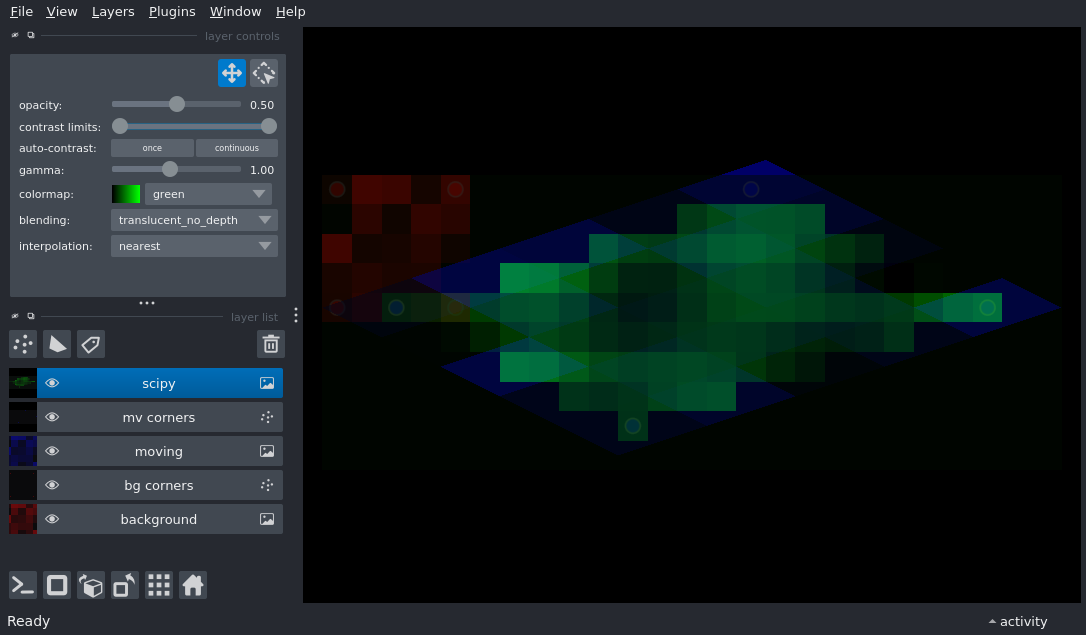 File View Layers Plugins Window Help
layer controls
opacity: 0.50
contrast limits:
auto-contrast: once continuous
gamma: 1.00
colormap: green
blending: translucent_no_depth
interpolation: nearest
layer list
scipy
mv corners
moving
bg corners
background
Ready
activity